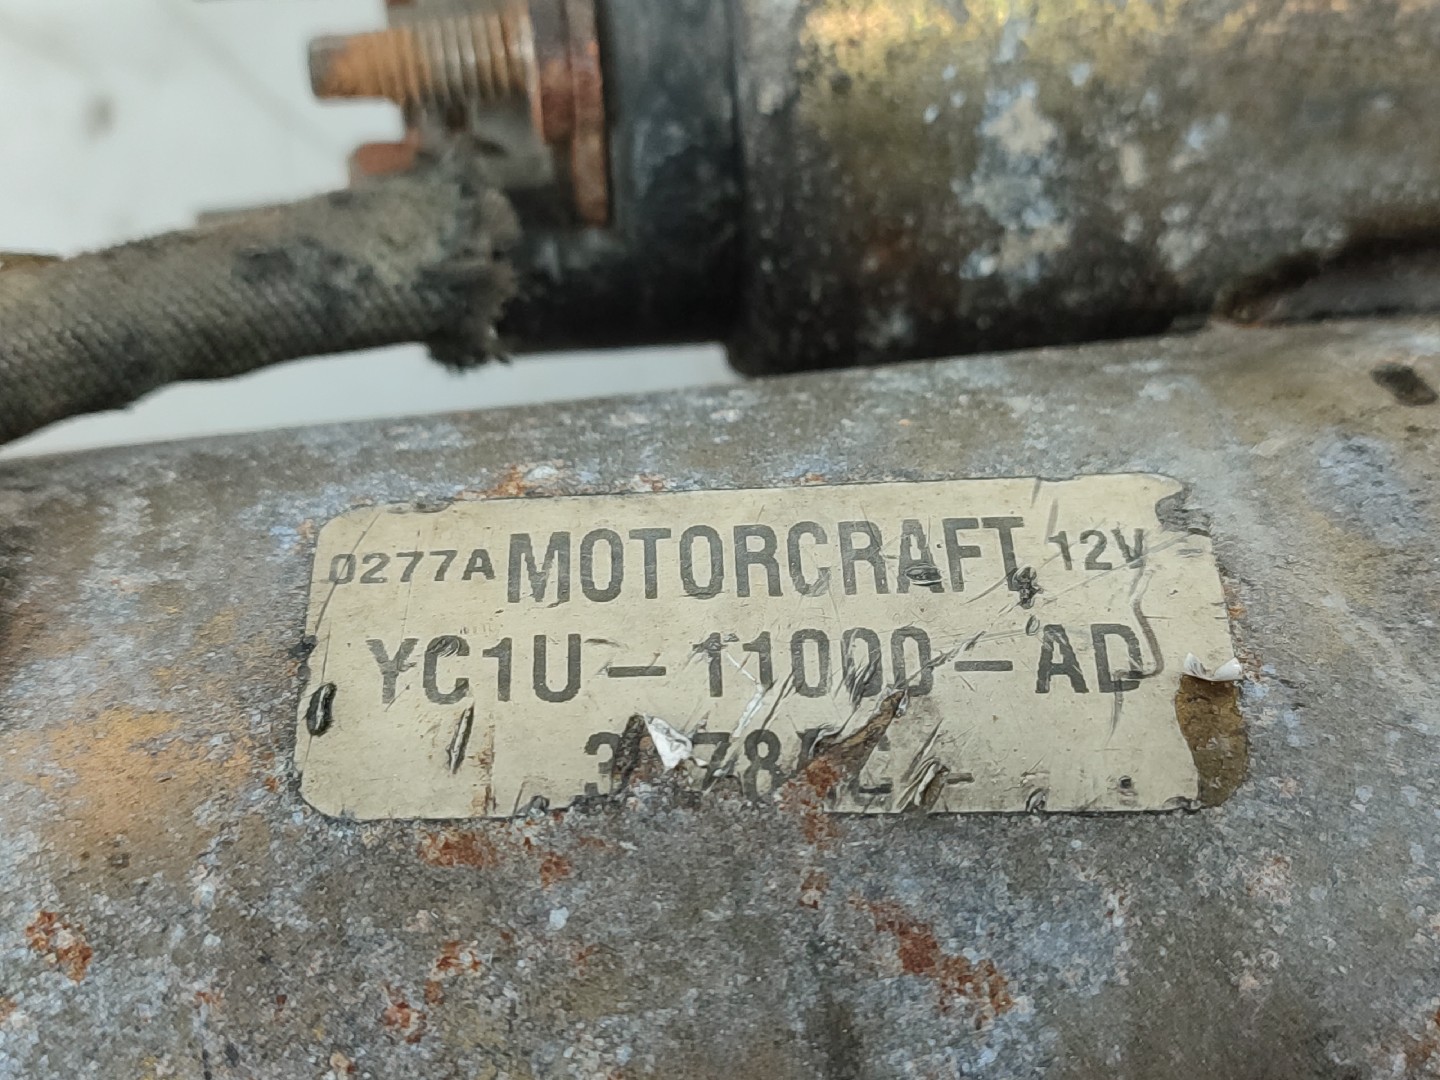 0277A MOTORCRAFT 12V
YC1U-11000-AD